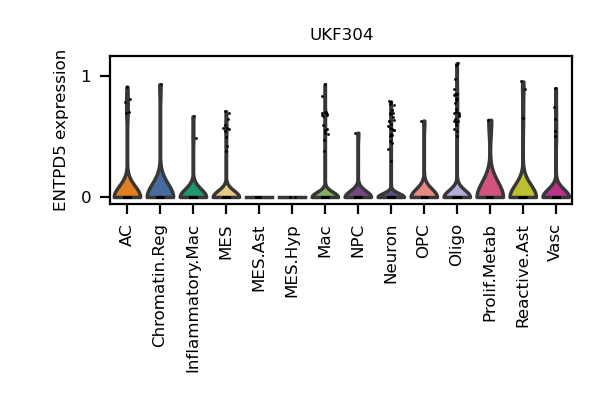 UKF304
ENTPD5 expression
1
0
AC
Chromatin.Reg
Inflammatory.Mac
MES
MES.Ast
MES.Hyp
Mac
NPC
Neuron
OPC
Oligo
Prolif.Metab
Reactive.Ast
Vasc